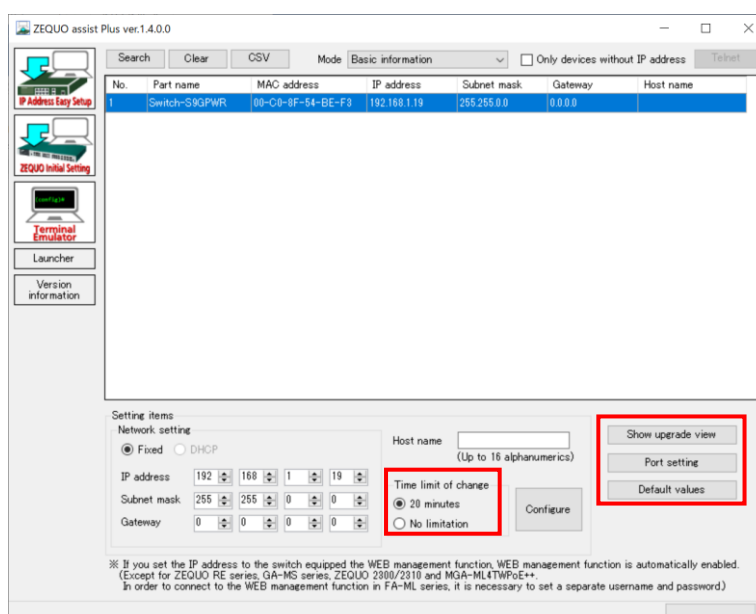 ZEQUO assist Plus ver.1.4.0.0
Search Clear CSV Mode Basic information Only devices without IP address Telnet
IP Address Easy Setup
ZEQUO Initial Setting
(config)#
Terminal
Emulator
Launcher
Version
information
No. Part name MAC address IP address Subnet mask Gateway Host name
1 Switch-S9GPWR 00-C0-8F-54-BE-F3 192.168.1.19 255.255.0.0 0.0.0.0
Setting items
Network setting
Fixed DHCP
IP address 192 168 1 19
Subnet mask 255 255 0 0
Gateway 0 0 0 0
Host name
(Up to 16 alphanumerics)
Time limit of change
20 minutes
No limitation
Configure
Show upgrade view
Port setting
Default values
※ If you set the IP address to the switch equipped the WEB management function, WEB management function is automatically enabled.
(Except for ZEQUO RE series, GA-MS series, ZEQUO 2300/2310 and MGA-ML4TWPoE++.
In order to connect to the WEB management function in FA-ML series, it is necessary to set a separate username and password.)